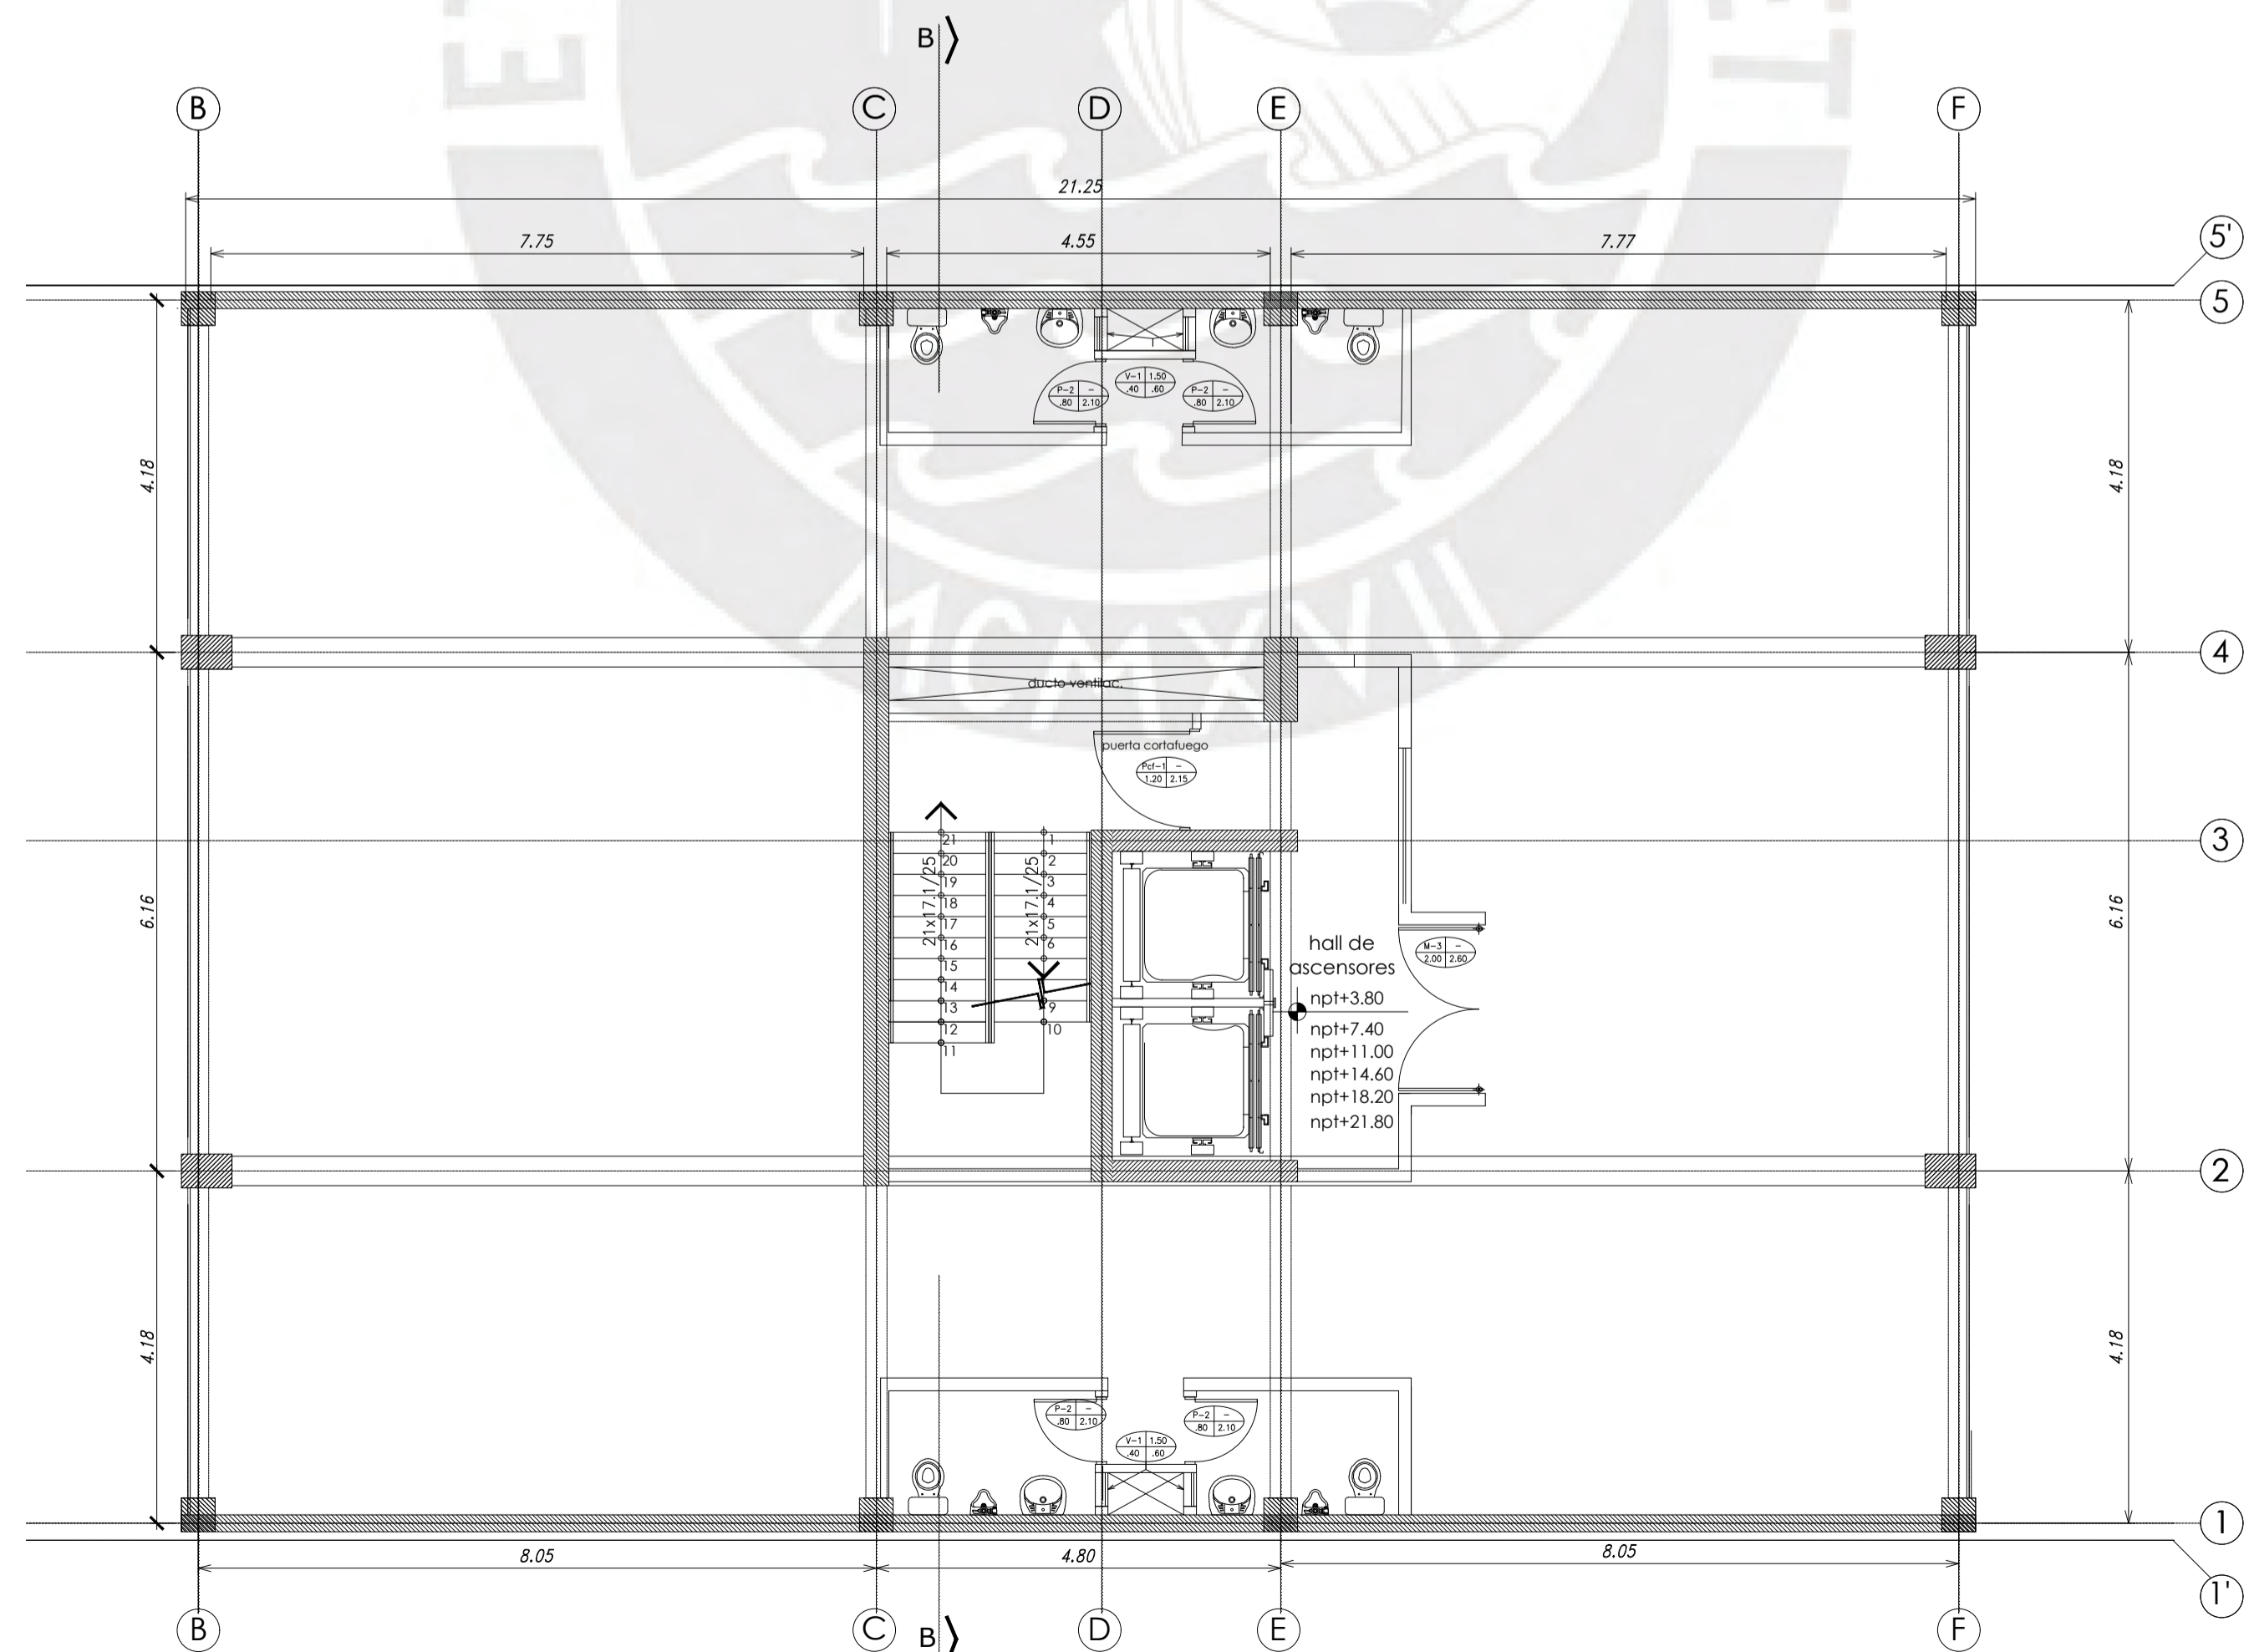 B
B
C
D
E
F
21.25
7.75
4.55
7.77
5'
5
V-1 1.50
.40 .60
P-2 -
.80 2.10
P-2 -
.80 2.10
4.18
4.18
4
ducto ventilac.
puerta cortafuego
Pcf-1 -
1.20 2.15
MCMXVII
3
21
20
19
18
17
16
15
14
13
12
11
21x17.1/25
1
2
3
4
5
6
9
10
21x17.1/25
6.16
6.16
hall de
ascensores
M-3 -
2.00 2.60
npt+3.80
npt+7.40
npt+11.00
npt+14.60
npt+18.20
npt+21.80
2
4.18
4.18
P-2 -
.80 2.10
P-2 -
.80 2.10
V-1 1.50
.40 .60
1
8.05
4.80
8.05
1'
B
C
B
D
E
F